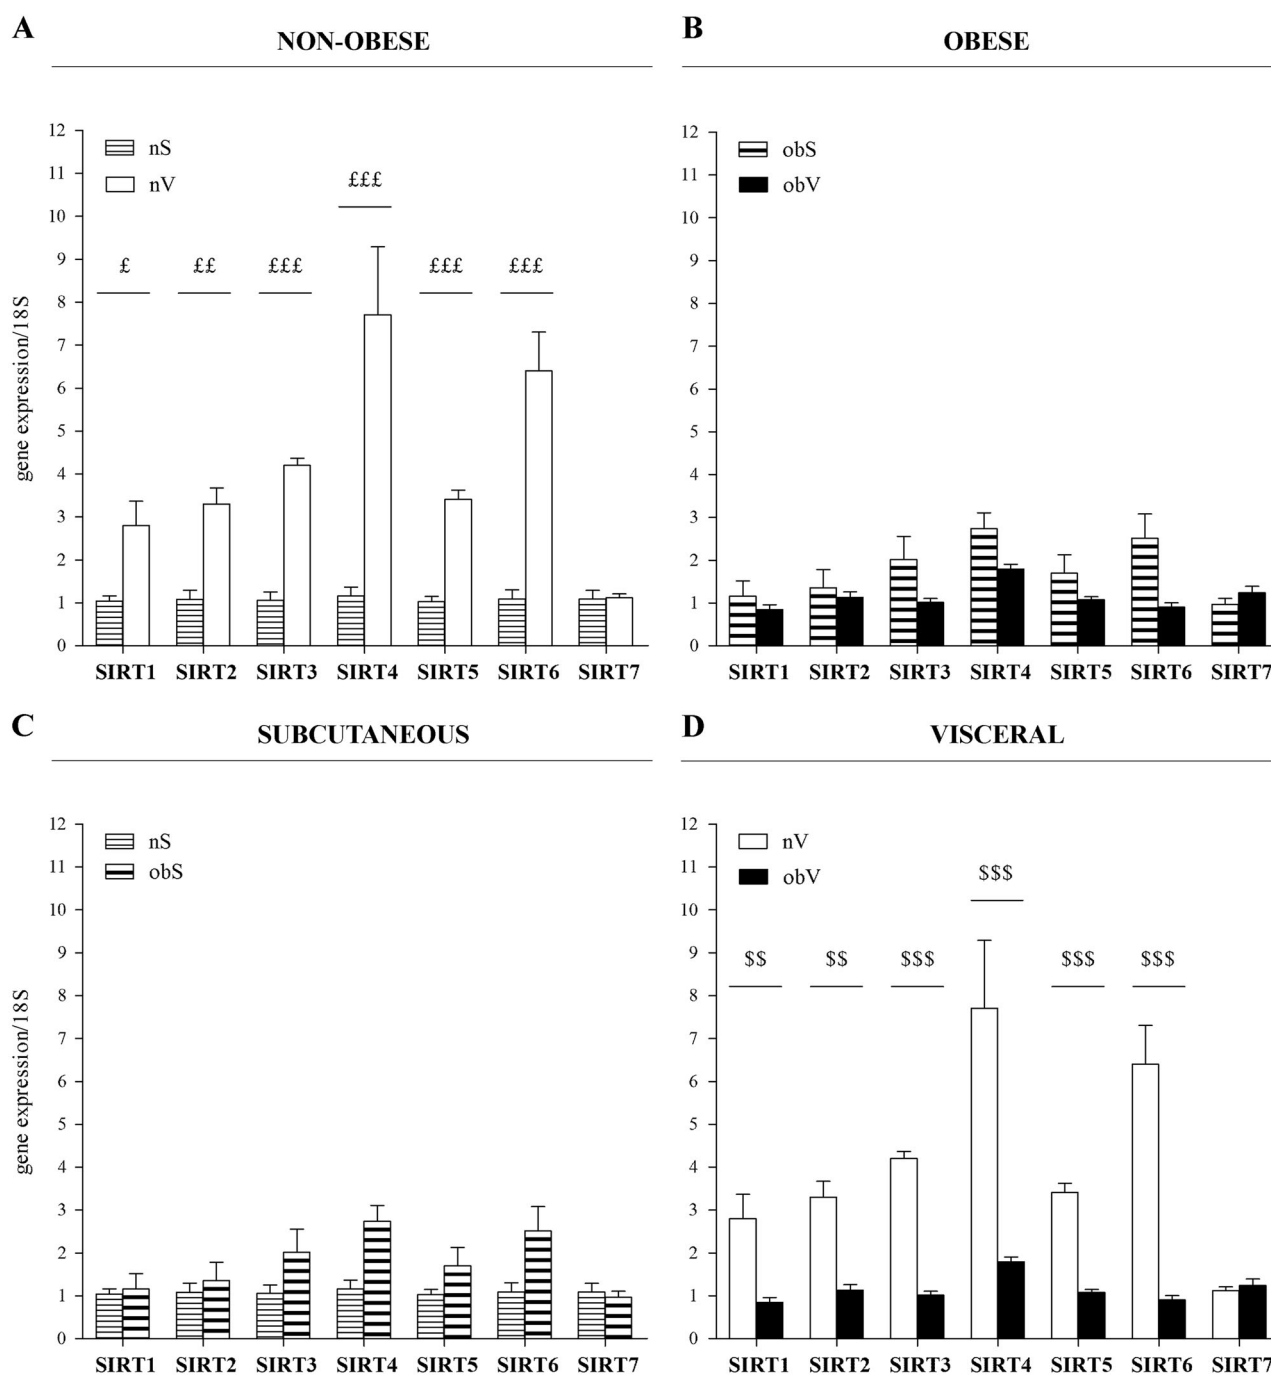 A
NON-OBESE
12
11
10
9
8
7
6
5
4
3
2
1
0
gene expression/18S
nS
nV
£
££
£££
£££
£££
£££
SIRT1 SIRT2 SIRT3 SIRT4 SIRT5 SIRT6 SIRT7
B
OBESE
12
11
10
9
8
7
6
5
4
3
2
1
0
obS
obV
SIRT1 SIRT2 SIRT3 SIRT4 SIRT5 SIRT6 SIRT7
C
SUBCUTANEOUS
12
11
10
9
8
7
6
5
4
3
2
1
0
gene expression/18S
nS
obS
SIRT1 SIRT2 SIRT3 SIRT4 SIRT5 SIRT6 SIRT7
D
VISCERAL
12
11
10
9
8
7
6
5
4
3
2
1
0
nV
obV
$$
$$
$$$
$$$
$$$
$$$
SIRT1 SIRT2 SIRT3 SIRT4 SIRT5 SIRT6 SIRT7